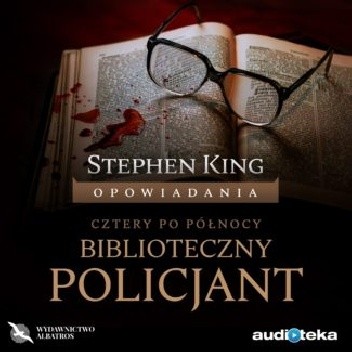 STEPHEN KING
OPOWIADANIA
CZTERY PO PÓŁNOCY
BIBLIOTECZNY
POLICJANT
WYDAWNICTWO
ALBATROS
audioteka